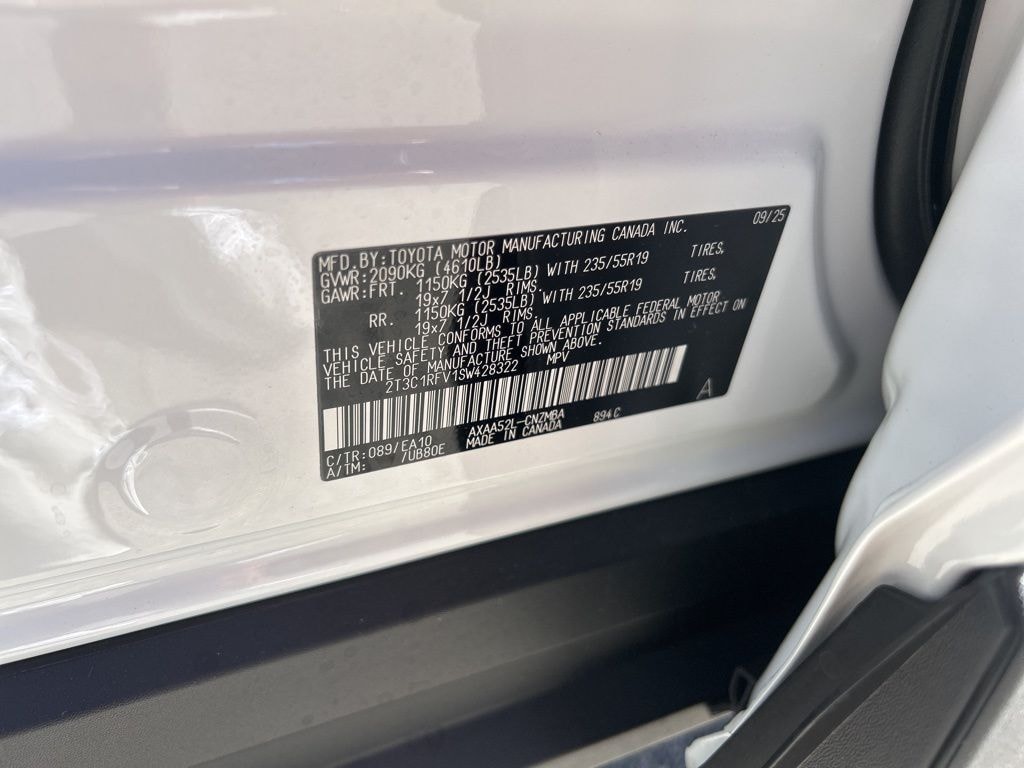 MFD.BY:TOYOTA MOTOR MANUFACTURING CANADA INC. 09/25
GVWR:2090KG (4610LB)
GAWR:FRT. 1150KG (2535LB) WITH 235/55R19 TIRES,
19x7 1/2J RIMS.
RR. 1150KG (2535LB) WITH 235/55R19 TIRES,
19x7 1/2J RIMS.
THIS VEHICLE CONFORMS TO ALL APPLICABLE FEDERAL MOTOR
VEHICLE SAFETY AND THEFT PREVENTION STANDARDS IN EFFECT ON
THE DATE OF MANUFACTURE SHOWN ABOVE.
2T3C1RFV1SW428322 MPV
A
C/TR:089/EA10 AXAA52L-CNZMBA 894C
A/TM: /UB80E MADE IN CANADA